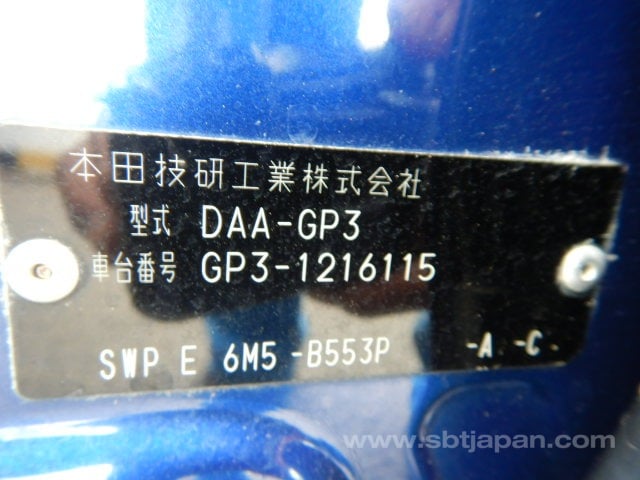 本田技研工業株式会社
型式 DAA-GP3
車台番号 GP3-1216115
SWP E 6M5 -B553P -A -C
www.sbtjapan.com